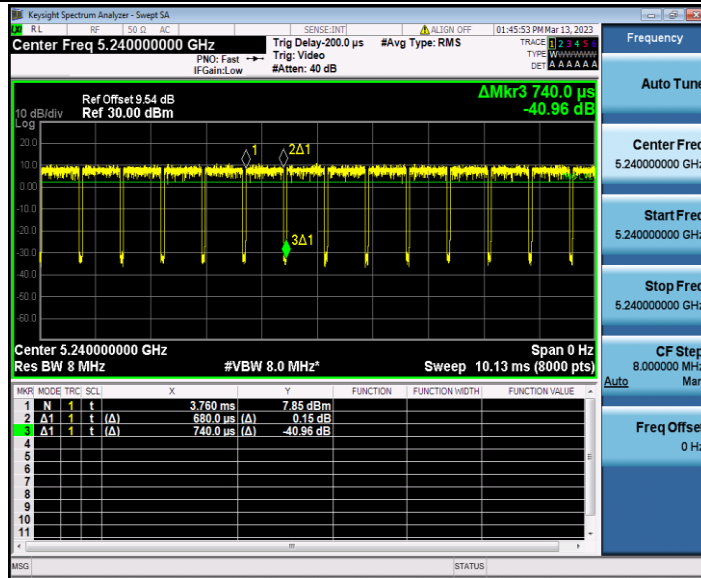 Keysight Spectrum Analyzer - Swept SA
RL RF 50 Ω AC SENSE:INT ALIGN OFF 01:45:53 PM Mar 13, 2023
Center Freq 5.240000000 GHz
PNO: Fast
IFGain:Low
Trig Delay-200.0 µs
Trig: Video
#Atten: 40 dB
#Avg Type: RMS
TRACE 1 2 3 4 5 6
TYPE W
DET A A A A A A
10 dB/div
Log
Ref Offset 9.54 dB
Ref 30.00 dBm
ΔMkr3 740.0 µs
-40.96 dB
20.0
10.0
0.00
-10.0
-20.0
-30.0
-40.0
-50.0
-60.0
1
2Δ1
3Δ1
Center 5.240000000 GHz Span 0 Hz
Res BW 8 MHz #VBW 8.0 MHz* Sweep 10.13 ms (8000 pts)
MKR MODE TRC SCL X Y FUNCTION FUNCTION WIDTH FUNCTION VALUE
1 N 1 t 3.760 ms 7.85 dBm
2 Δ1 1 t (Δ) 680.0 µs (Δ) 0.15 dB
3 Δ1 1 t (Δ) 740.0 µs (Δ) -40.96 dB
4
5
6
7
8
9
10
11
MSG STATUS
Frequency
Auto Tune
Center Freq
5.240000000 GHz
Start Freq
5.240000000 GHz
Stop Freq
5.240000000 GHz
CF Step
8.000000 MHz
Auto Man
Freq Offset
0 Hz